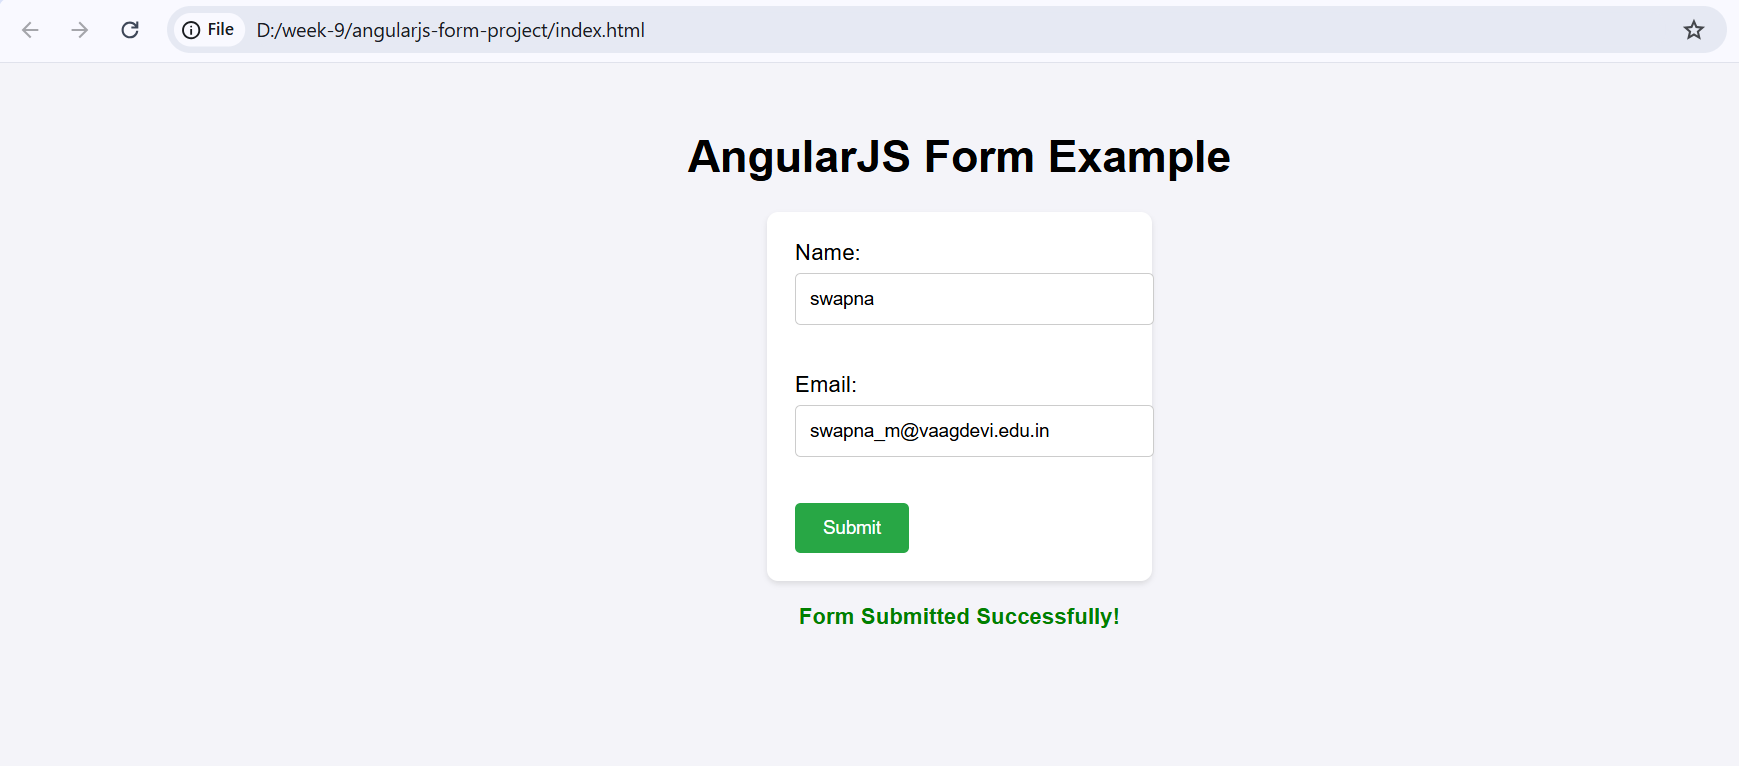 File D:/week-9/angularjs-form-project/index.html
AngularJS Form Example
Name:
swapna
Email:
swapna_m@vaagdevi.edu.in
Submit
Form Submitted Successfully!